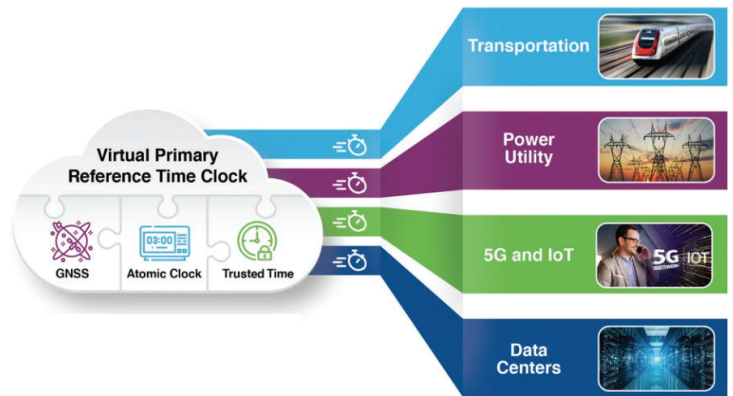 Virtual Primary
Reference Time Clock
GNSS
03:00
Atomic Clock
Trusted Time
Transportation
Power
Utility
5G and IoT
5G IOT
NETWORK
Data
Centers